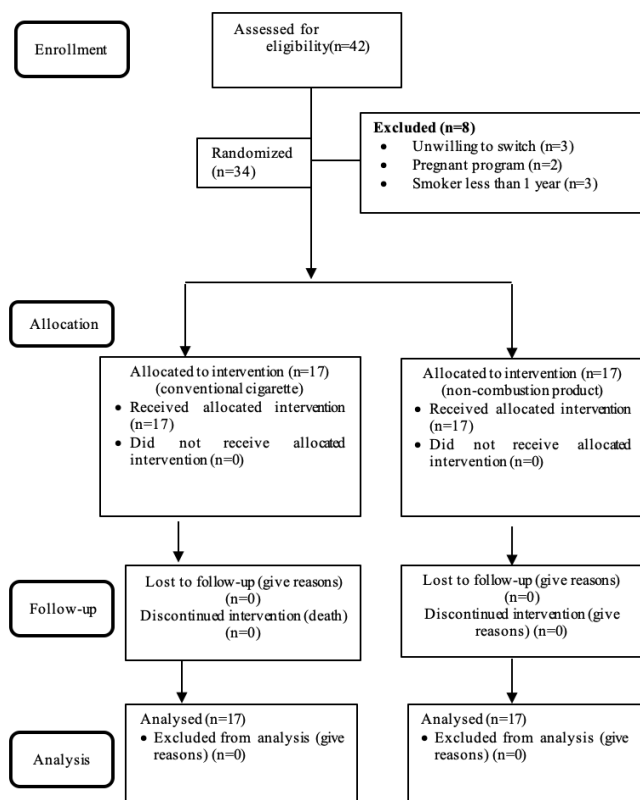 Enrollment
Assessed for
eligibility(n=42)
Randomized
(n=34)
Excluded (n=8)
• Unwilling to switch (n=3)
• Pregnant program (n=2)
• Smoker less than 1 year (n=3)
Allocation
Allocated to intervention (n=17)
(conventional cigarette)
• Received allocated intervention
(n=17)
• Did not receive allocated
intervention (n=0)
Allocated to intervention (n=17)
(non-combustion product)
• Received allocated intervention
(n=17)
• Did not receive allocated
intervention (n=0)
Follow-up
Lost to follow-up (give reasons)
(n=0)
Discontinued intervention (death)
(n=0)
Lost to follow-up (give reasons)
(n=0)
Discontinued intervention (give
reasons) (n=0)
Analysis
Analysed (n=17)
• Excluded from analysis (give
reasons) (n=0)
Analysed (n=17)
• Excluded from analysis (give
reasons) (n=0)